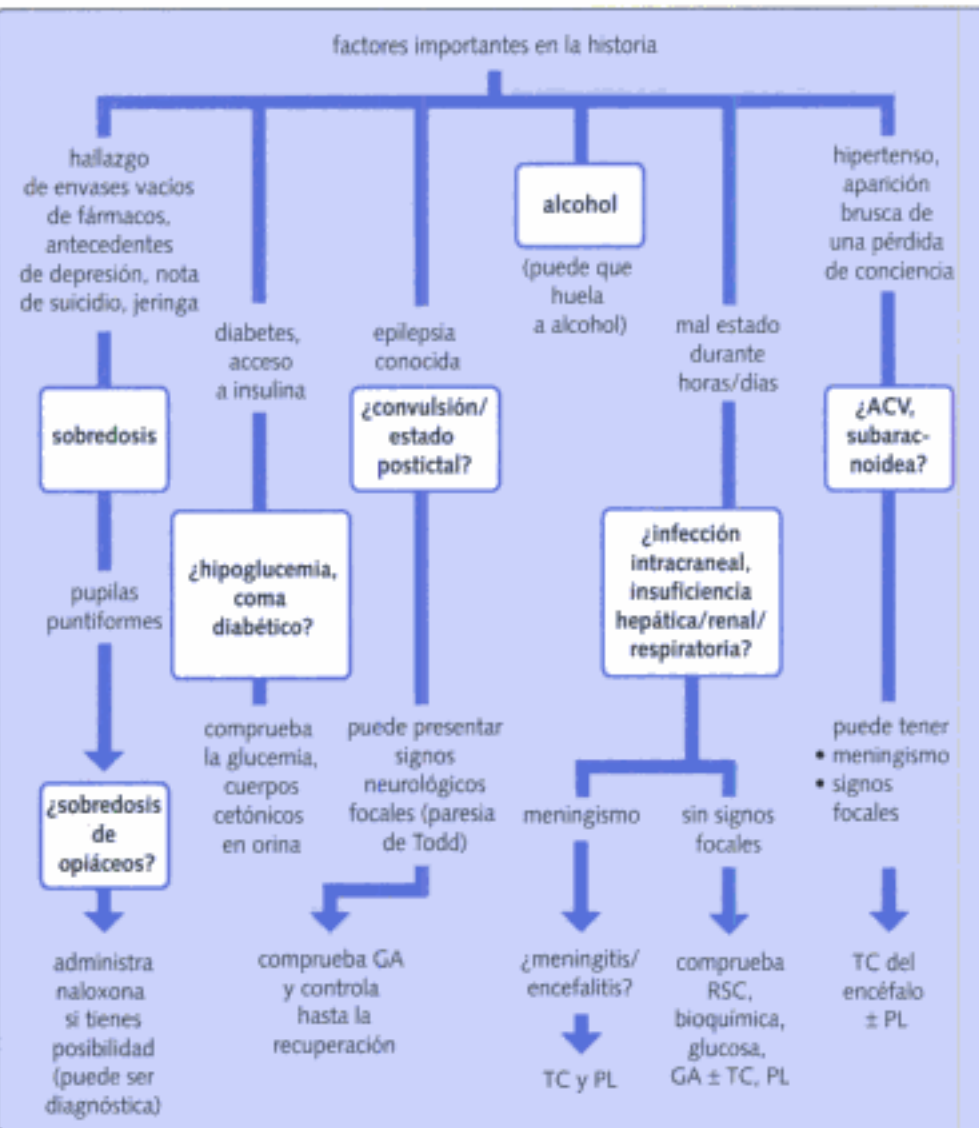 factores importantes en la historia
hallazgo
de envases vacíos
de fármacos,
antecedentes
de depresión, nota
de suicidio, jeringa
sobredosis
pupilas
puntiformes
¿sobredosis
de
opiáceos?
administra
naloxona
si tienes
posibilidad
(puede ser
diagnóstica)
diabetes,
acceso
a insulina
¿hipoglucemia,
coma
diabético?
comprueba
la glucemia,
cuerpos
cetónicos
en orina
epilepsia
conocida
¿convulsión/
estado
postictal?
puede presentar
signos
neurológicos
focales (paresia
de Todd)
comprueba GA
y controla
hasta la
recuperación
alcohol
(puede que
huela
a alcohol)
mal estado
durante
horas/días
¿infección
intracraneal,
insuficiencia
hepática/renal/
respiratoria?
meningismo
¿meningitis/
encefalitis?
TC y PL
sin signos
focales
comprueba
RSC,
bioquímica,
glucosa,
GA ± TC, PL
hipertenso,
aparición
brusca de
una pérdida
de conciencia
¿ACV,
subarac-
noidea?
puede tener
• meningismo
• signos
focales
TC del
encéfalo
± PL